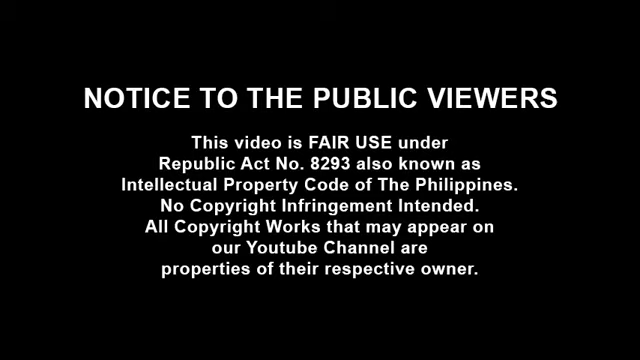 NOTICE TO THE PUBLIC VIEWERS
This video is FAIR USE under
Republic Act No. 8293 also known as
Intellectual Property Code of The Philippines.
No Copyright Infringement Intended.
All Copyright Works that may appear on
our Youtube Channel are
properties of their respective owner.